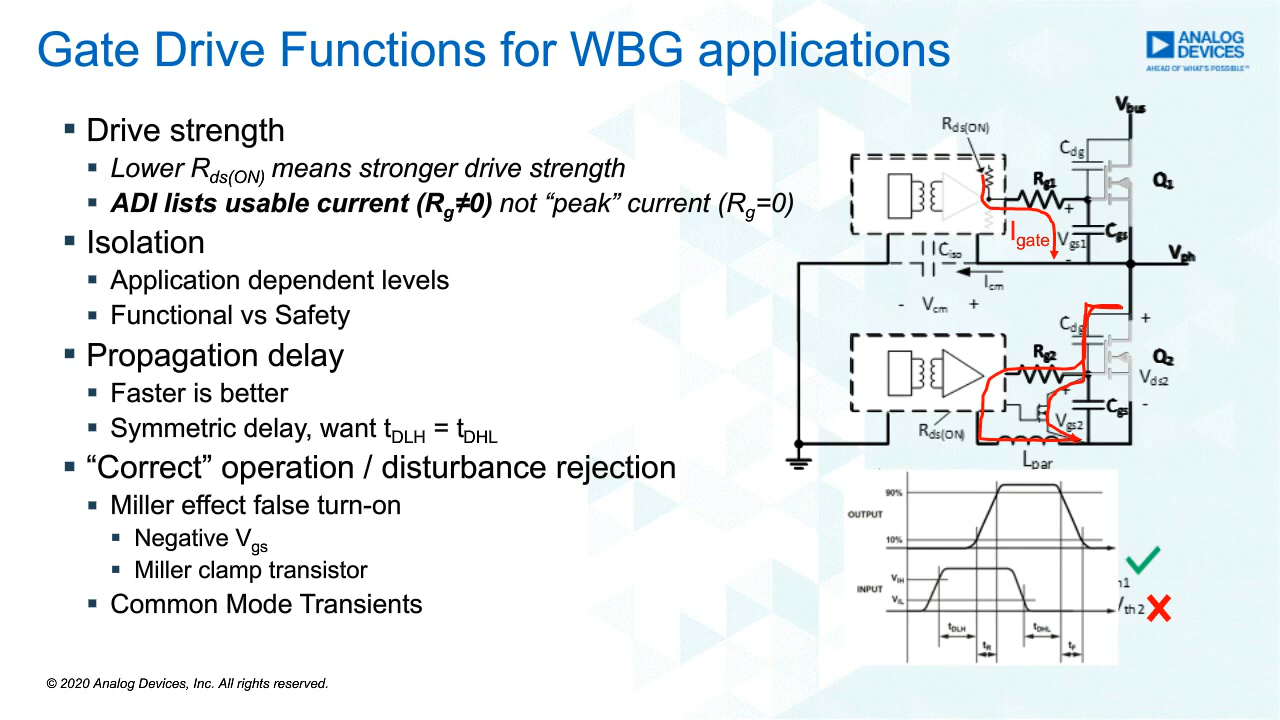 Gate Drive Functions for WBG applications
ANALOG
DEVICES
AHEAD OF WHAT'S POSSIBLE™
Drive strength
Lower Rds(ON) means stronger drive strength
ADI lists usable current (Rg≠0) not “peak” current (Rg=0)
Isolation
Application dependent levels
Functional vs Safety
Propagation delay
Faster is better
Symmetric delay, want tDLH = tDHL
“Correct” operation / disturbance rejection
Miller effect false turn-on
Negative Vgs
Miller clamp transistor
Common Mode Transients
Vbus
Rds(ON)
Cdg
Rg1
Q1
+
Igate
Vgs1
Cgs
-
Ciso
Vph
Icm
- Vcm +
Cdg
+
Rg2
Q2
Vds2
+
Cgs
-
Vgs2
Rds(ON)
Lpar
90%
OUTPUT
10%
VIH
INPUT
VIL
h1
Vth2
tDLH
tDHL
tR
tF
© 2020 Analog Devices, Inc. All rights reserved.